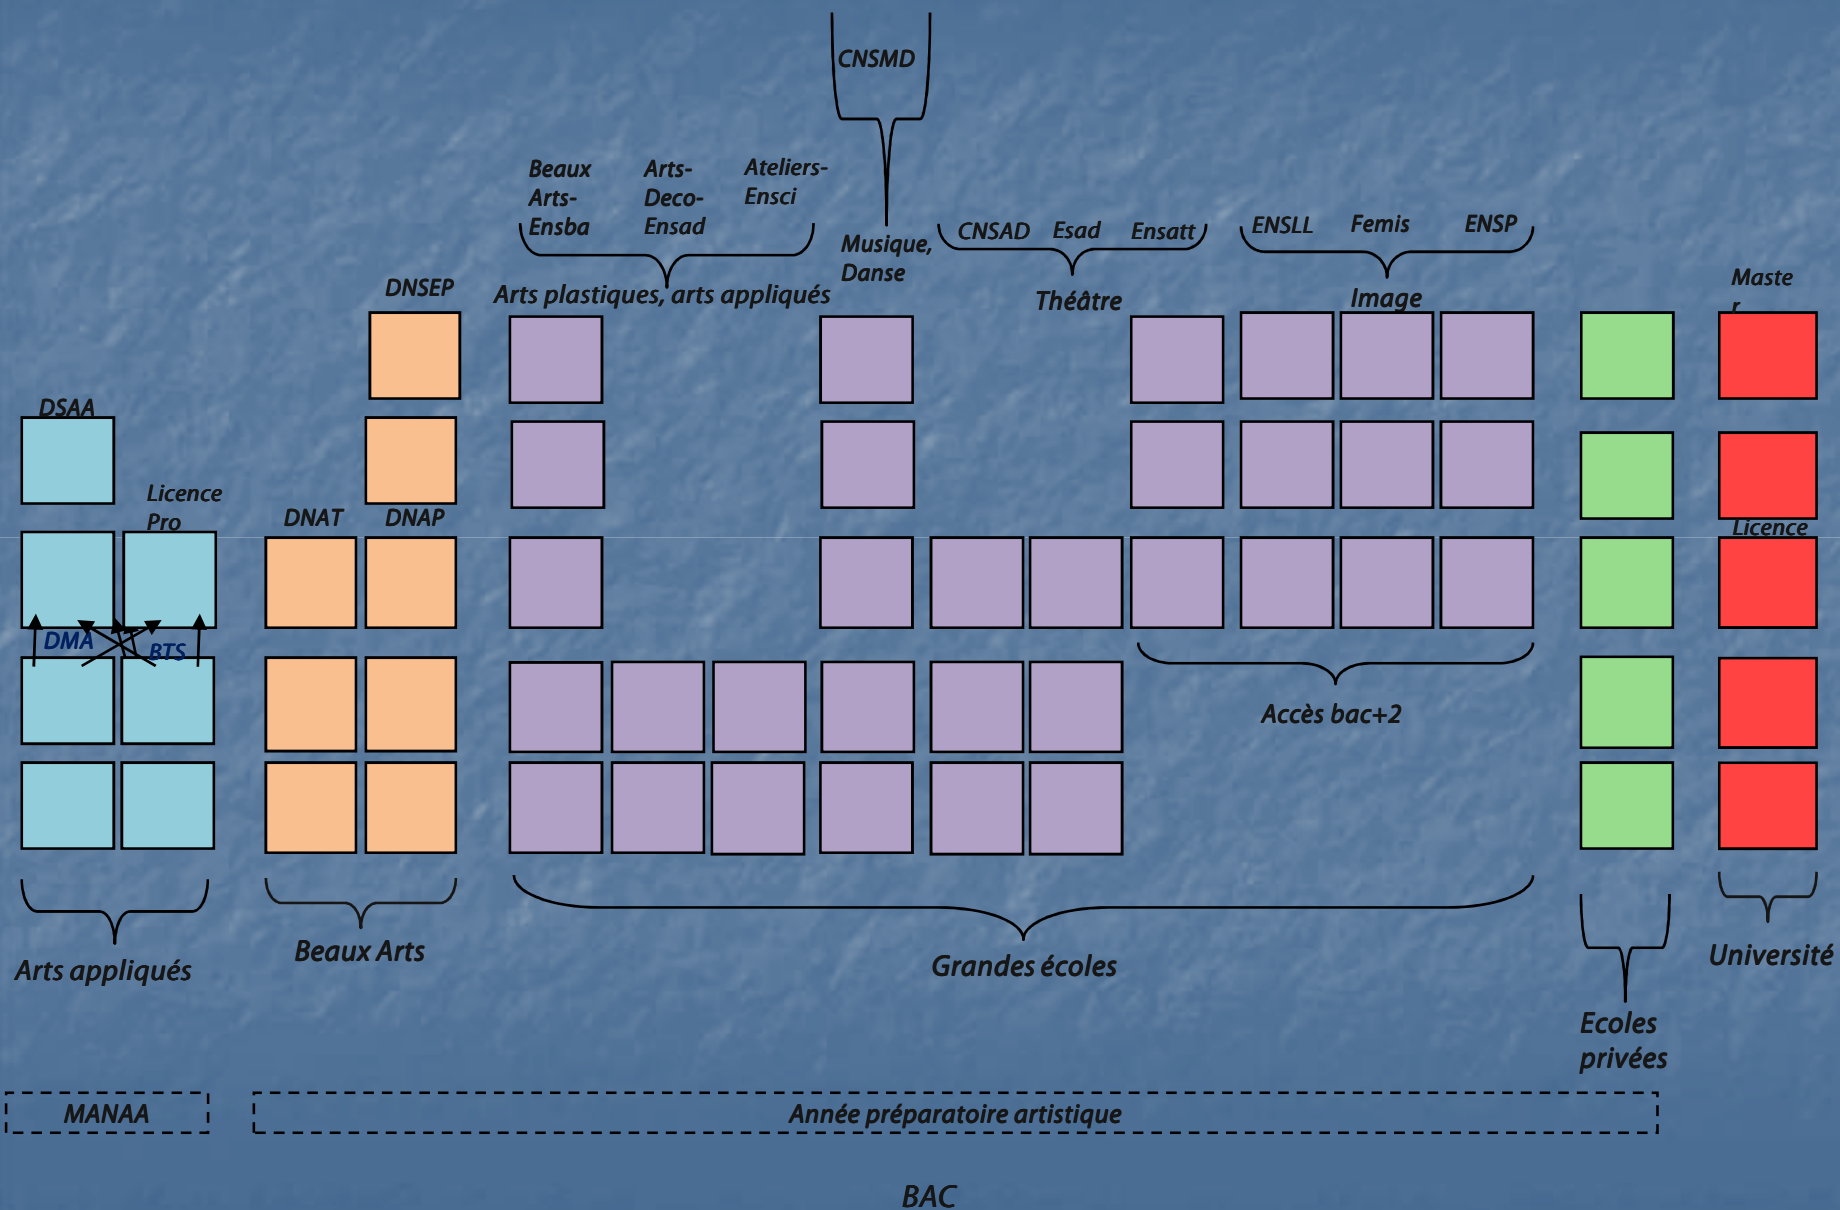 CNSMD
Beaux
Arts-
Ensba
Arts-
Deco-
Ensad
Ateliers-
Ensci
Musique,
Danse
CNSAD
Esad
Ensatt
ENSLL
Femis
ENSP
DNSEP
Arts plastiques, arts appliqués
Théâtre
Image
Maste
r
DSAA
Licence
Pro
DNAT
DNAP
Licence
DMA
BTS
Accès bac+2
Arts appliqués
Beaux Arts
Grandes écoles
Ecoles
privées
Université
MANAA
Année préparatoire artistique
BAC